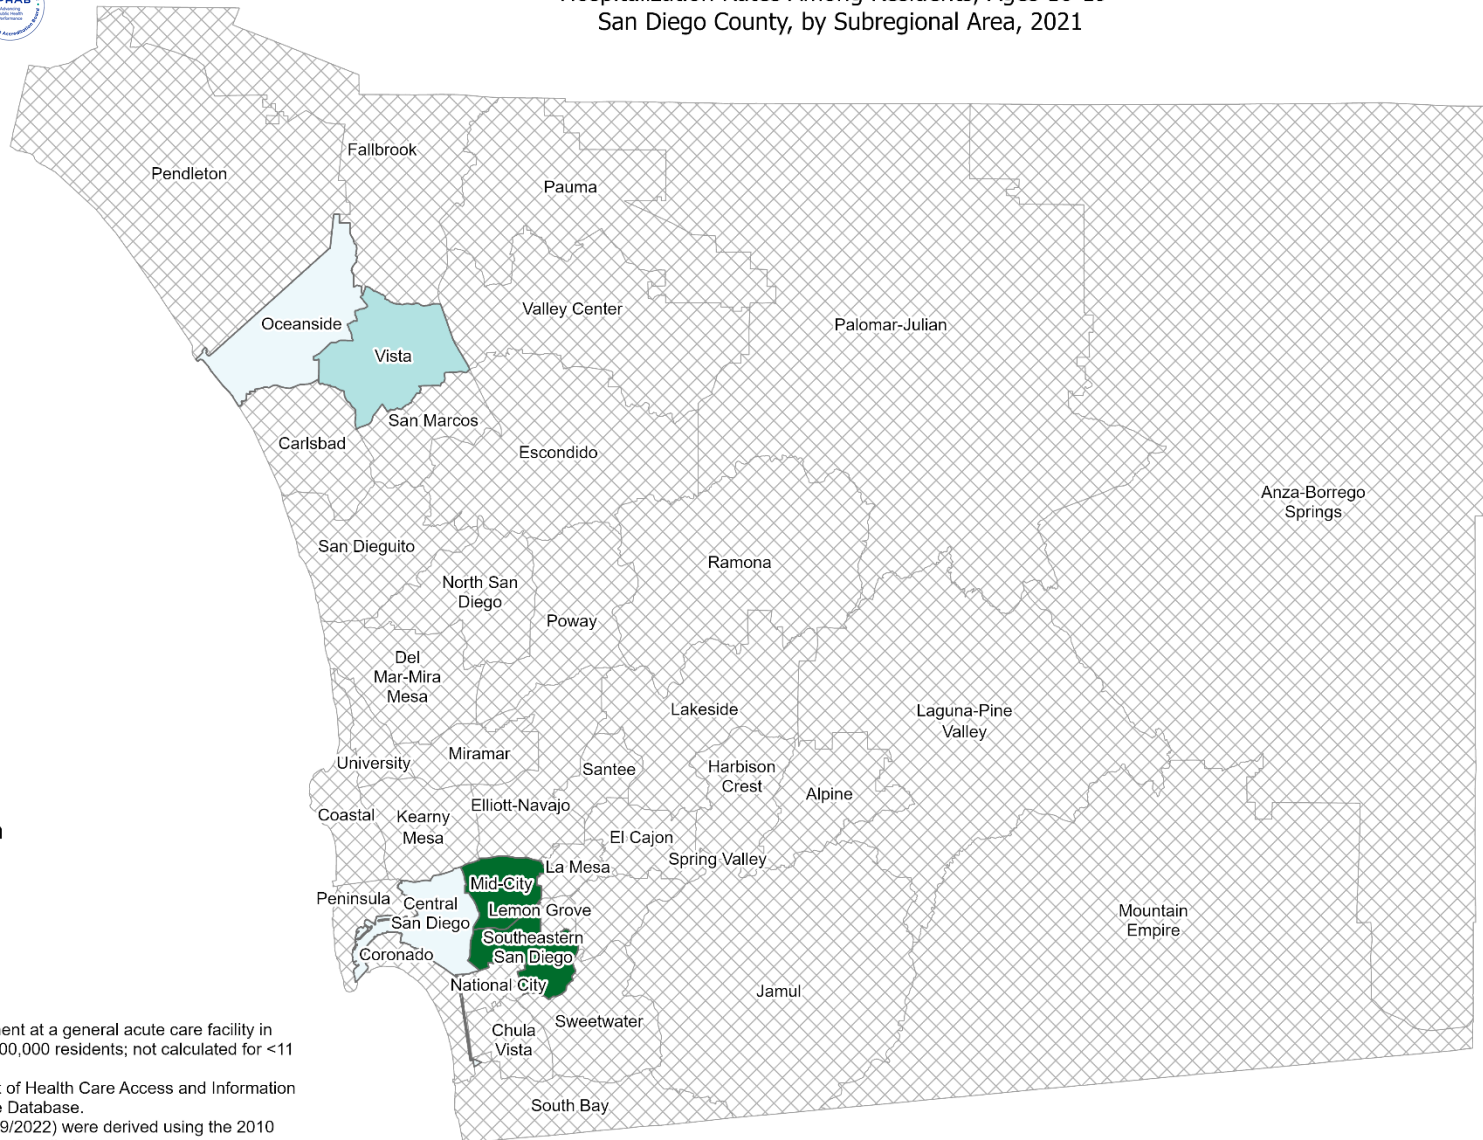 San Diego County, by Subregional Area, 2021
Fallbrook
Pendleton
Pauma
Valley Center
Oceanside
Palomar-Julian
Vista
San Marcos
Carlsbad
Escondido
Anza-Borrego
Springs
San Dieguito
Ramona
North San
Diego
Poway
Del
Mar-Mira
Mesa
Lakeside
Laguna-Pine
Valley
Miramar
University
Santee
Harbison
Crest
Alpine
Elliott-Navajo
Coastal
Kearny
Mesa
El Cajon
Spring Valley
La Mesa
Mid-City
Peninsula
Central
San Diego
Lemon Grove
Mountain
Empire
Southeastern
San Diego
Coronado
National City
Jamul
Sweetwater
Chula
Vista
South Bay
ent at a general acute care facility in
00,000 residents; not calculated for <11
of Health Care Access and Information
e Database.
9/2022) were derived using the 2010